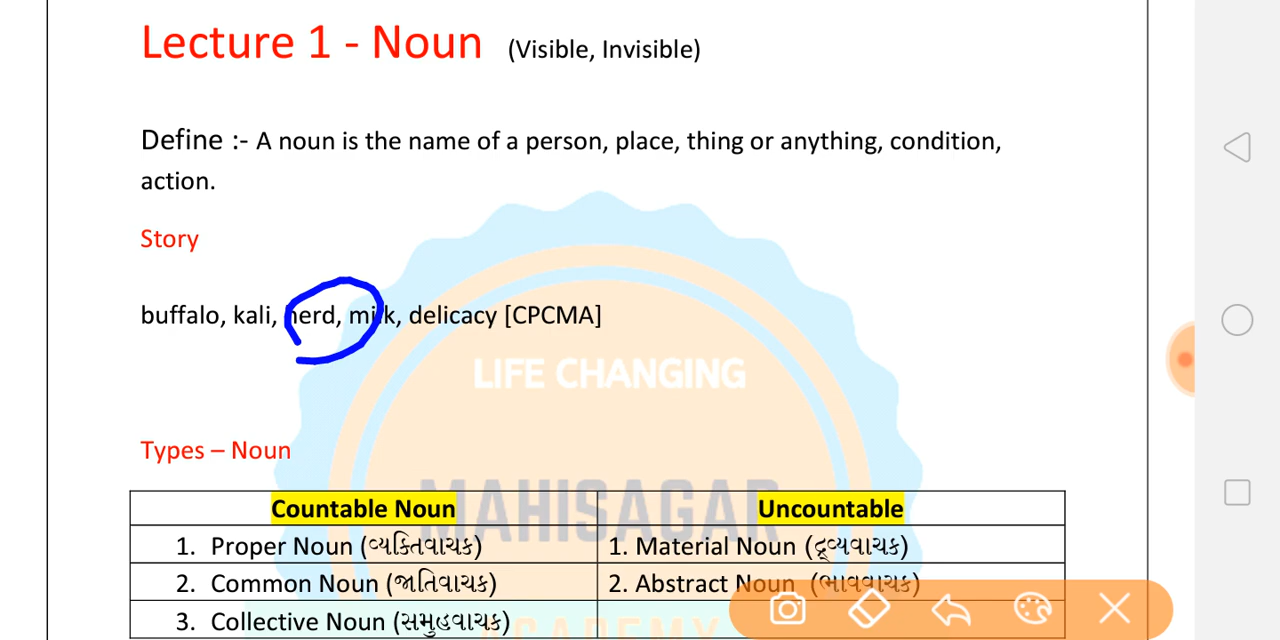 Lecture 1 - Noun (Visible, Invisible)
Define :- A noun is the name of a person, place, thing or anything, condition,
action.
Story
buffalo, kali, herd, milk, delicacy [CPCMA]
LIFE CHANGING
Types – Noun
MAHISAGAR
Countable Noun Uncountable
1. Proper Noun (વ્યક્તિવાચક) 1. Material Noun (દ્રવ્યવાચક)
2. Common Noun (જાતિવાચક) 2. Abstract Noun (ભાવવાચક)
3. Collective Noun (સમુહવાચક)
ACADEMY